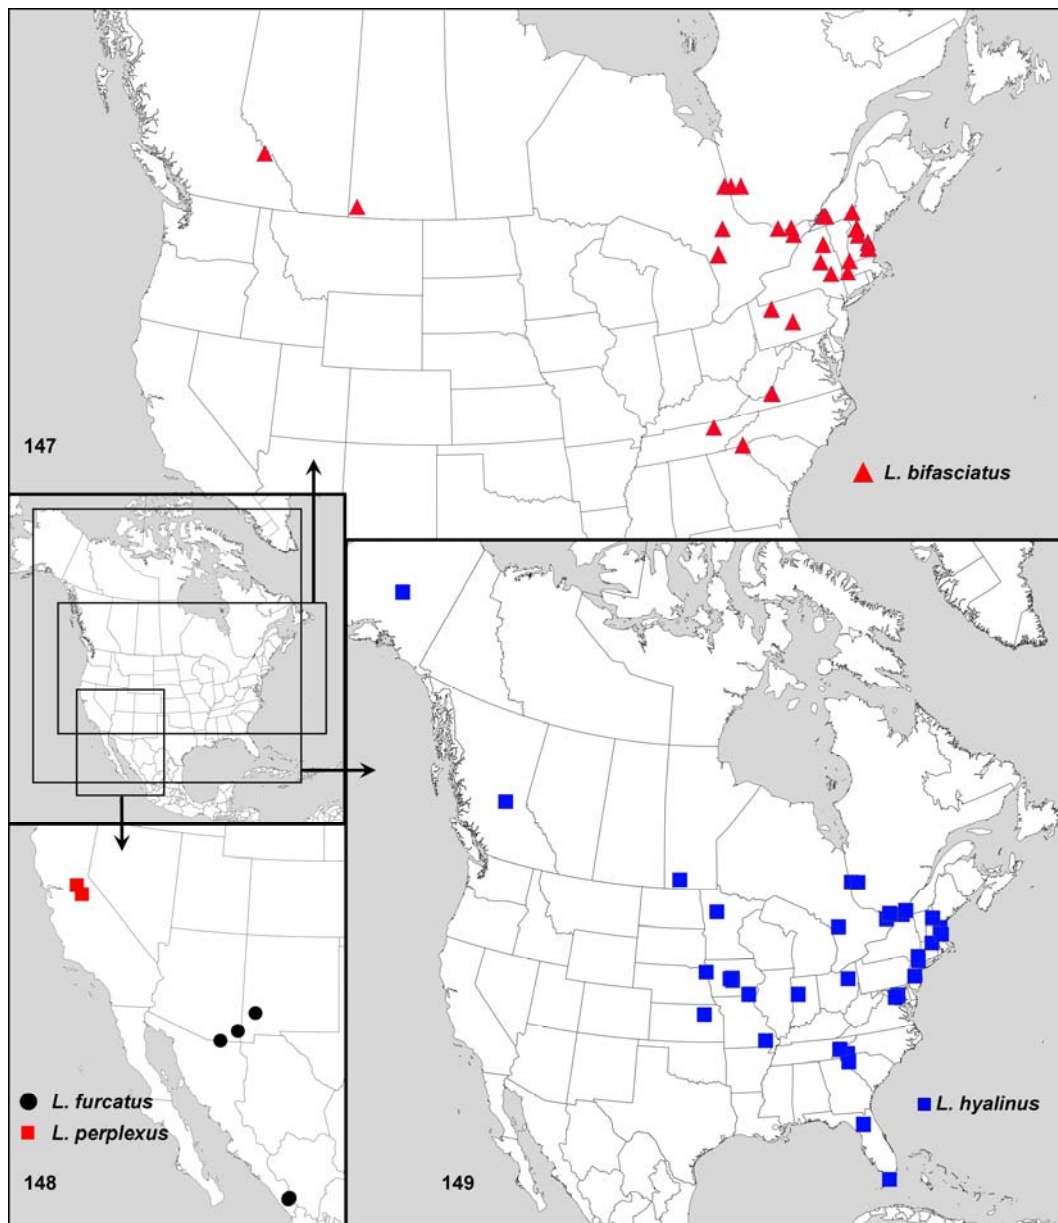 147
L. bifasciatus
L. furcatus
L. perplexus
148
L. hyalinus
149